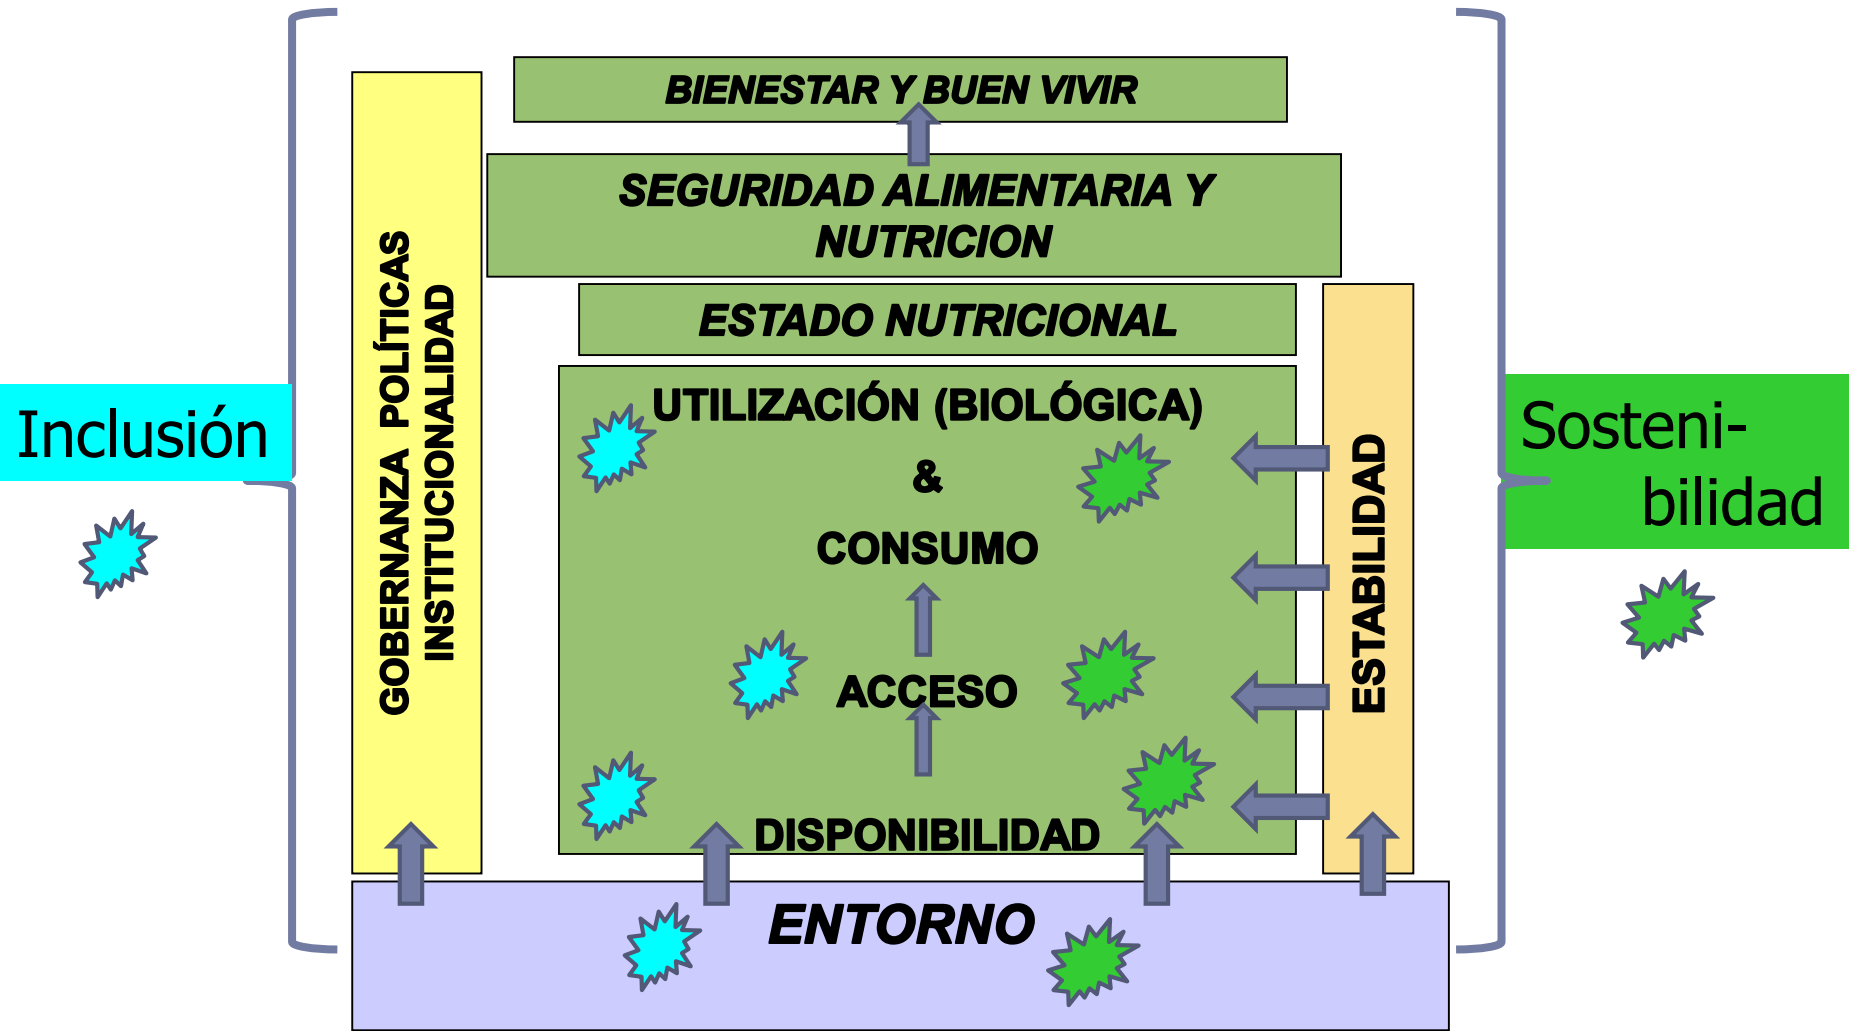 BIENESTAR Y BUEN VIVIR
SEGURIDAD ALIMENTARIA Y
NUTRICION
ESTADO NUTRICIONAL
GOBERNANZA POLÍTICAS
INSTITUCIONALIDAD
Inclusión
UTILIZACIÓN (BIOLÓGICA)
&
CONSUMO
ACCESO
DISPONIBILIDAD
ESTABILIDAD
Sosteni-
bilidad
ENTORNO